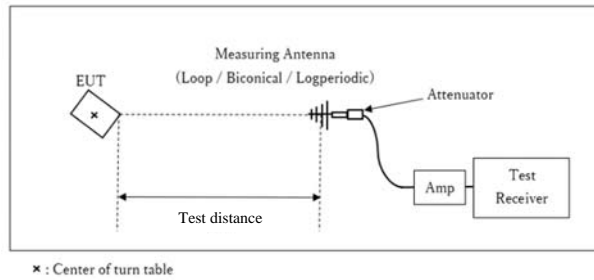 Measuring Antenna
(Loop / Biconical / Logperiodic)
EUT
Attenuator
Amp
Test
Receiver
Test distance
× : Center of turn table